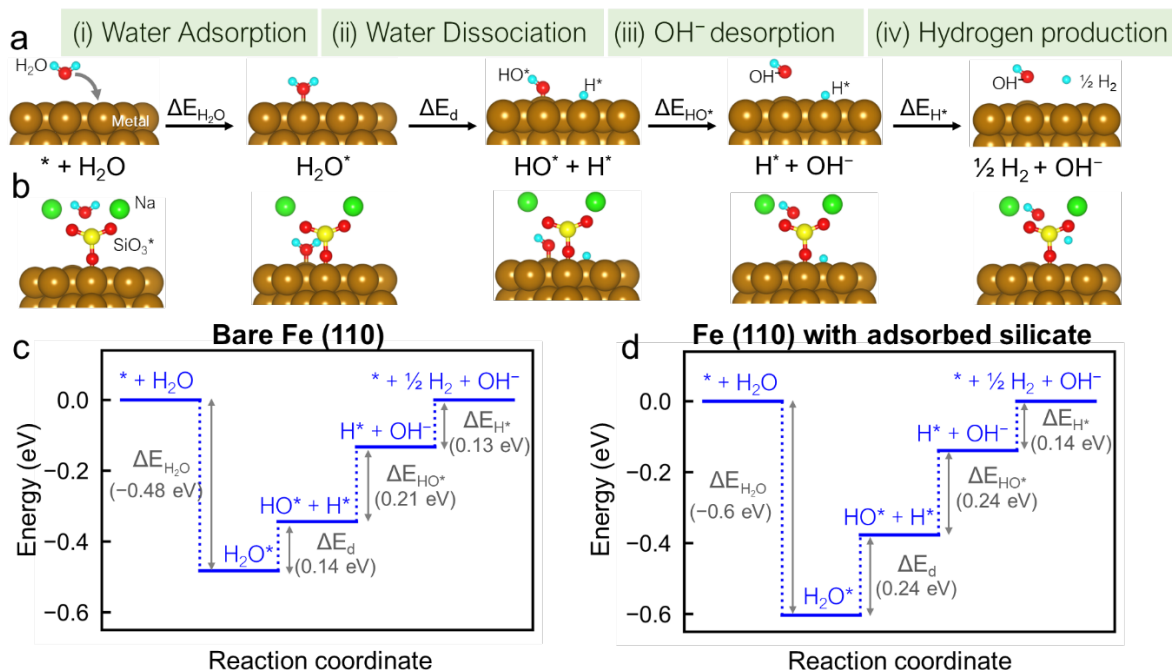 a
(i) Water Adsorption
(ii) Water Dissociation
(iii) OH⁻ desorption
(iv) Hydrogen production
H₂O
Metal
ΔE_H₂O
ΔE_d
HO*
H*
ΔE_HO*
OH⁻
H*
ΔE_H*
OH⁻
½ H₂
* + H₂O
H₂O*
HO* + H*
H* + OH⁻
½ H₂ + OH⁻
b
Na
SiO₃*
c
Bare Fe (110)
* + H₂O
* + ½ H₂ + OH⁻
H* + OH⁻
ΔE_H*
(0.13 eV)
ΔE_HO*
(0.21 eV)
ΔE_H₂O
(−0.48 eV)
HO* + H*
H₂O*
ΔE_d
(0.14 eV)
0.0
−0.2
−0.4
−0.6
Energy (eV)
Reaction coordinate
d
Fe (110) with adsorbed silicate
* + H₂O
* + ½ H₂ + OH⁻
H* + OH⁻
ΔE_H*
(0.14 eV)
ΔE_HO*
(0.24 eV)
ΔE_H₂O
(−0.6 eV)
HO* + H*
ΔE_d
(0.24 eV)
H₂O*
0.0
−0.2
−0.4
−0.6
Energy (eV)
Reaction coordinate